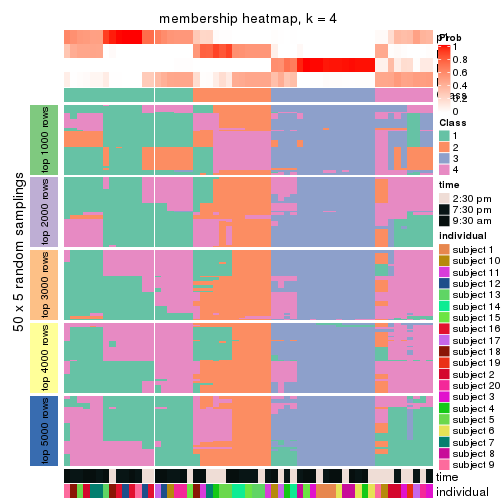 membership heatmap, k = 4
50 x 5 random samplings
top 1000 rows
top 2000 rows
top 3000 rows
top 4000 rows
top 5000 rows
Prob
1
0.8
0.6
0.4
0.2
0
Class
1
2
3
4
time
2:30 pm
7:30 pm
9:30 am
individual
subject 1
subject 10
subject 11
subject 12
subject 13
subject 14
subject 15
subject 16
subject 17
subject 18
subject 19
subject 2
subject 20
subject 3
subject 4
subject 5
subject 6
subject 7
subject 8
subject 9
time
individual